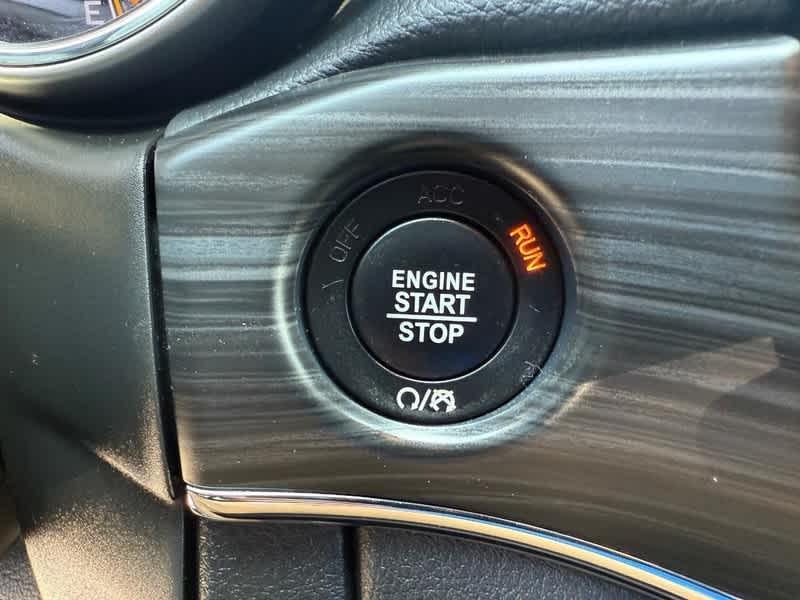 E
ACC
OFF
RUN
ENGINE
START
STOP